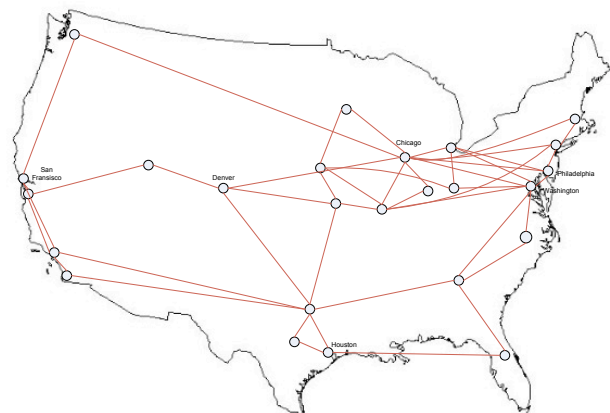 Chicago
San
Fransisco
Denver
Philadelphia
Washington
Houston